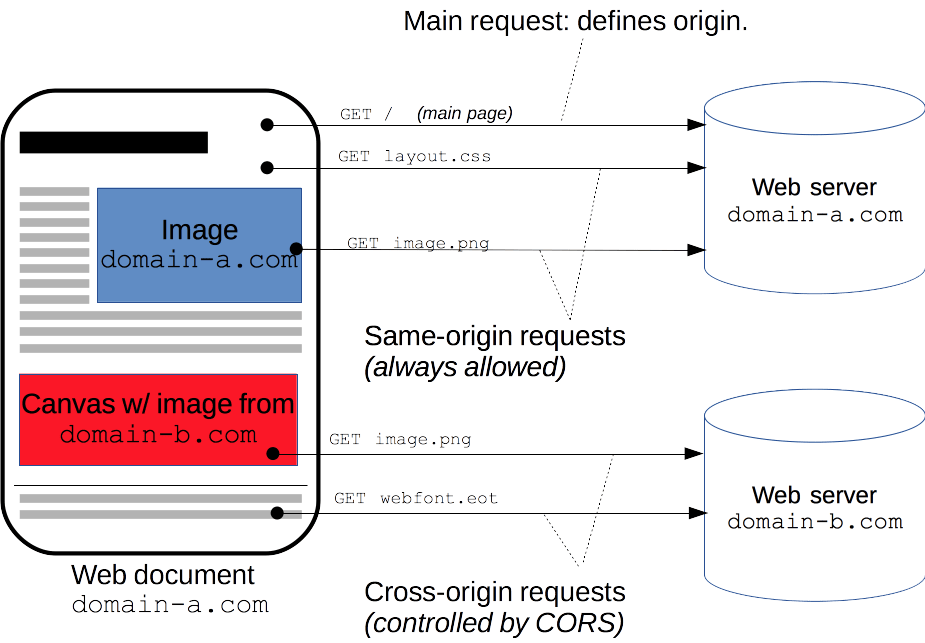 Main request: defines origin.
GET / (main page)
GET layout.css
Image
domain-a.com
GET image.png
Web server
domain-a.com
Same-origin requests
(always allowed)
Canvas w/ image from
domain-b.com
GET image.png
GET webfont.eot
Web server
domain-b.com
Web document
domain-a.com
Cross-origin requests
(controlled by CORS)